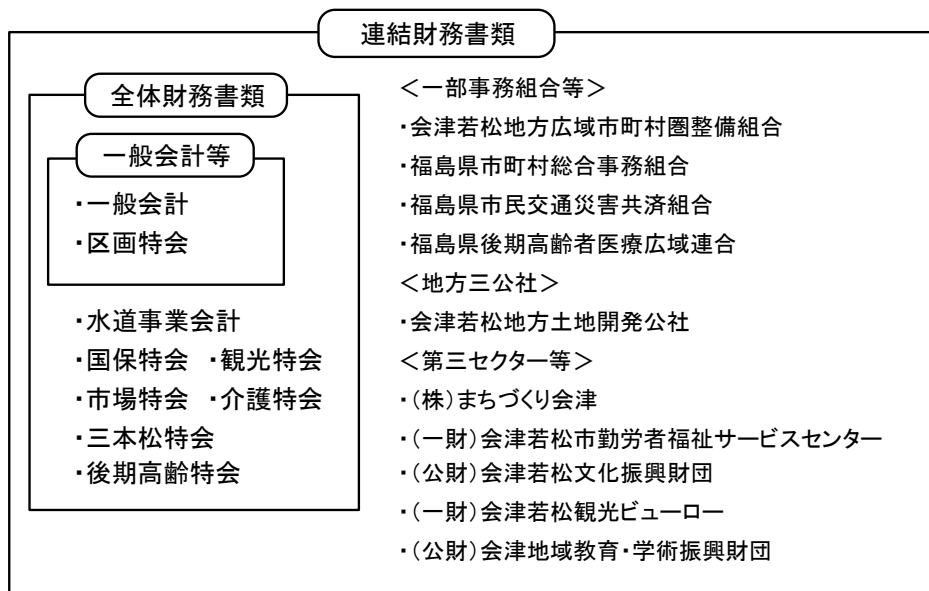 連結財務書類
全体財務書類
一般会計等
・一般会計
・区画特会
・水道事業会計
・国保特会 ・観光特会
・市場特会 ・介護特会
・三本松特会
・後期高齢特会
＜一部事務組合等＞
・会津若松地方広域市町村圏整備組合
・福島県市町村総合事務組合
・福島県市民交通災害共済組合
・福島県後期高齢者医療広域連合
＜地方三公社＞
・会津若松地方土地開発公社
＜第三セクター等＞
・（株）まちづくり会津
・（一財）会津若松市勤労者福祉サービスセンター
・（公財）会津若松文化振興財団
・（一財）会津若松観光ビューロー
・（公財）会津地域教育・学術振興財団